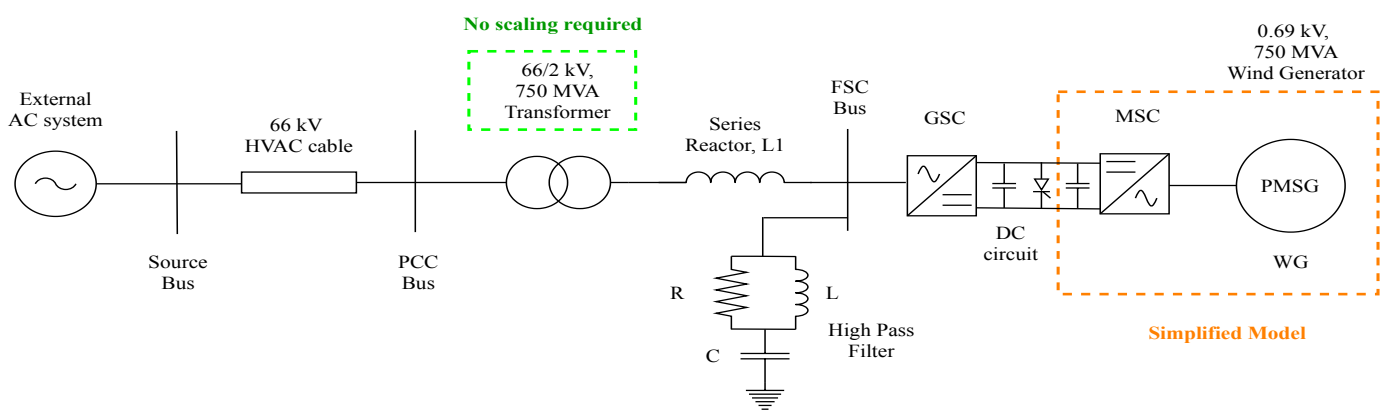 No scaling required
66/2 kV,
750 MVA
Transformer
0.69 kV,
750 MVA
Wind Generator
External
AC system
66 kV
HVAC cable
Series
Reactor, L1
FSC
Bus
GSC
MSC
PMSG
Source
Bus
PCC
Bus
DC
circuit
WG
R
L
C
High Pass
Filter
Simplified Model